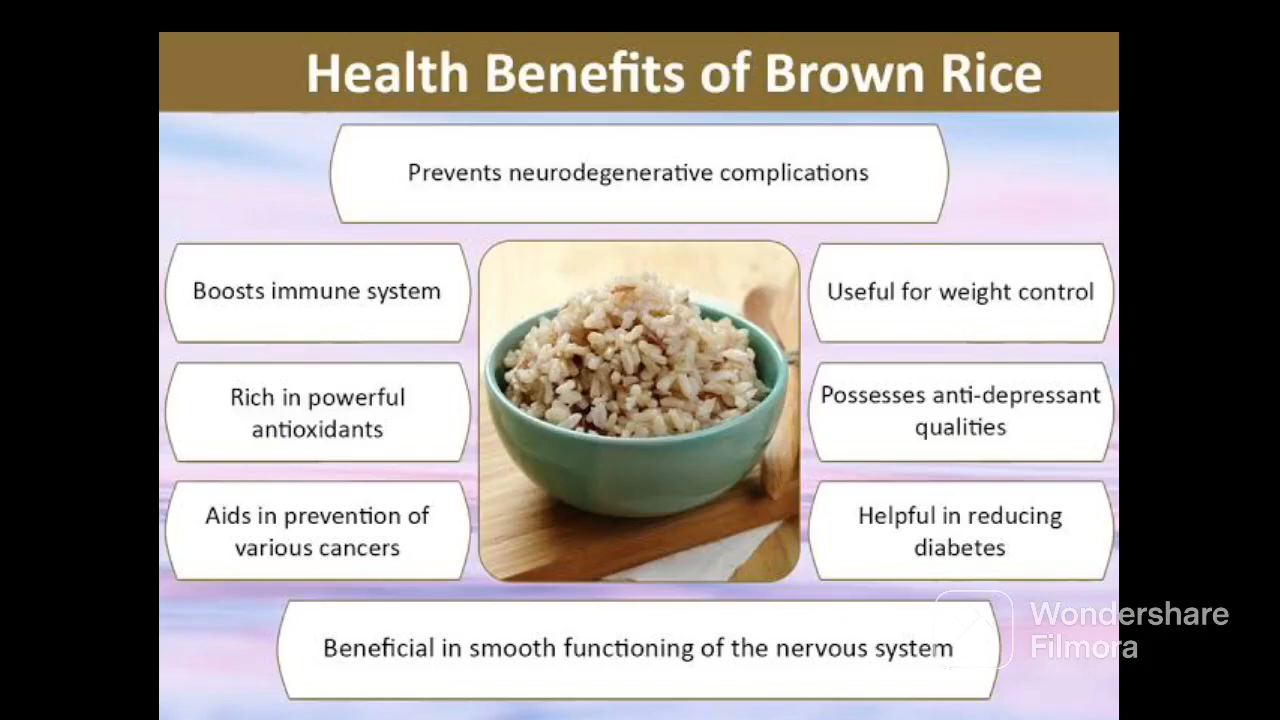 Health Benefits of Brown Rice
Prevents neurodegenerative complications
Boosts immune system
Useful for weight control
Rich in powerful
antioxidants
Possesses anti-depressant
qualities
Aids in prevention of
various cancers
Helpful in reducing
diabetes
Beneficial in smooth functioning of the nervous system
Wondershare
Filmora